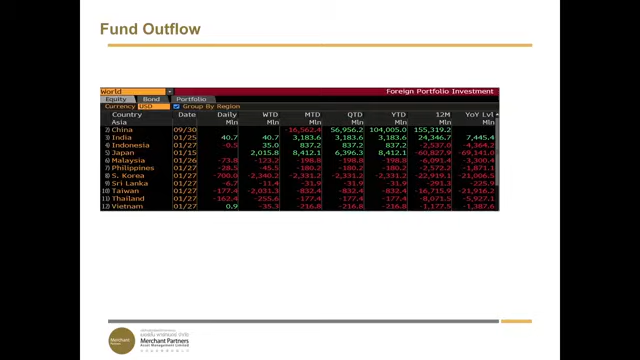 Fund Outflow
World
Foreign Portfolio Investment
Equity Bond Portfolio
Currency USD Group By Region
Country Date Daily WTD MTD QTD YTD 12M YoY Lvl
Asia Mln Mln Mln Mln Mln Mln Mln
2) China 09/30 -16,562.4 56,956.2 104,005.0 155,319.2
3) India 01/25 40.7 40.7 3,183.6 3,183.6 3,183.6 24,346.7 7,445.4
4) Indonesia 01/27 -0.5 35.0 837.2 837.2 837.2 -2,537.0 -4,364.2
5) Japan 01/15 2,015.8 8,412.1 6,396.3 8,412.1 -60,827.9 -69,141.0
6) Malaysia 01/26 -73.8 -123.2 -198.8 -198.8 -198.8 -6,091.4 -3,300.4
7) Philippines 01/27 -28.5 -45.5 -180.2 -180.2 -180.2 -2,572.2 -1,871.1
8) S. Korea 01/27 -700.8 -2,340.2 -2,331.2 -2,331.2 -2,331.2 -22,919.1 -21,006.5
9) Sri Lanka 01/27 -6.7 -11.4 -31.9 -31.9 -31.9 -291.3 -225.9
10) Taiwan 01/27 -177.4 -2,031.3 -832.4 -832.4 -832.4 -16,715.9 -21,916.2
11) Thailand 01/27 -162.4 -255.6 -177.4 -177.4 -177.4 -8,071.5 -5,927.1
12) Vietnam 01/27 0.9 -35.3 -216.8 -216.8 -216.8 -1,177.5 -1,387.6
Merchant Partners
Merchant Partners
Asset Management Limited